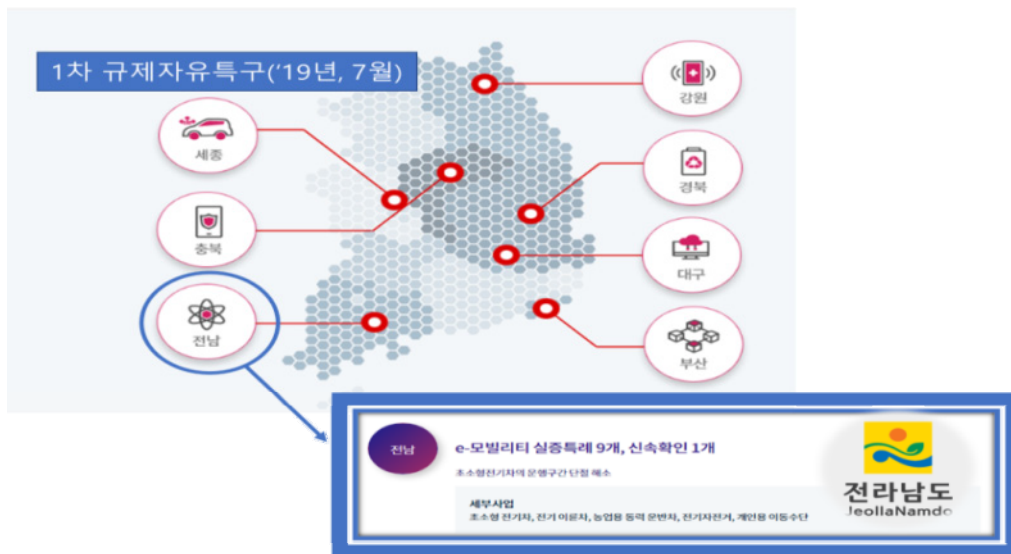 1차 규제자유특구('19년, 7월)
세종
충북
전남
강원
경북
대구
부산
전남
e-모빌리티 실증특례 9개, 신속확인 1개
초소형전기차의 운행구간 단절 해소
세부사업
초소형 전기차, 전기 이륜차, 농업용 동력 운반차, 전기자전거, 개인용 이동수단
전라남도
JeollaNamdo